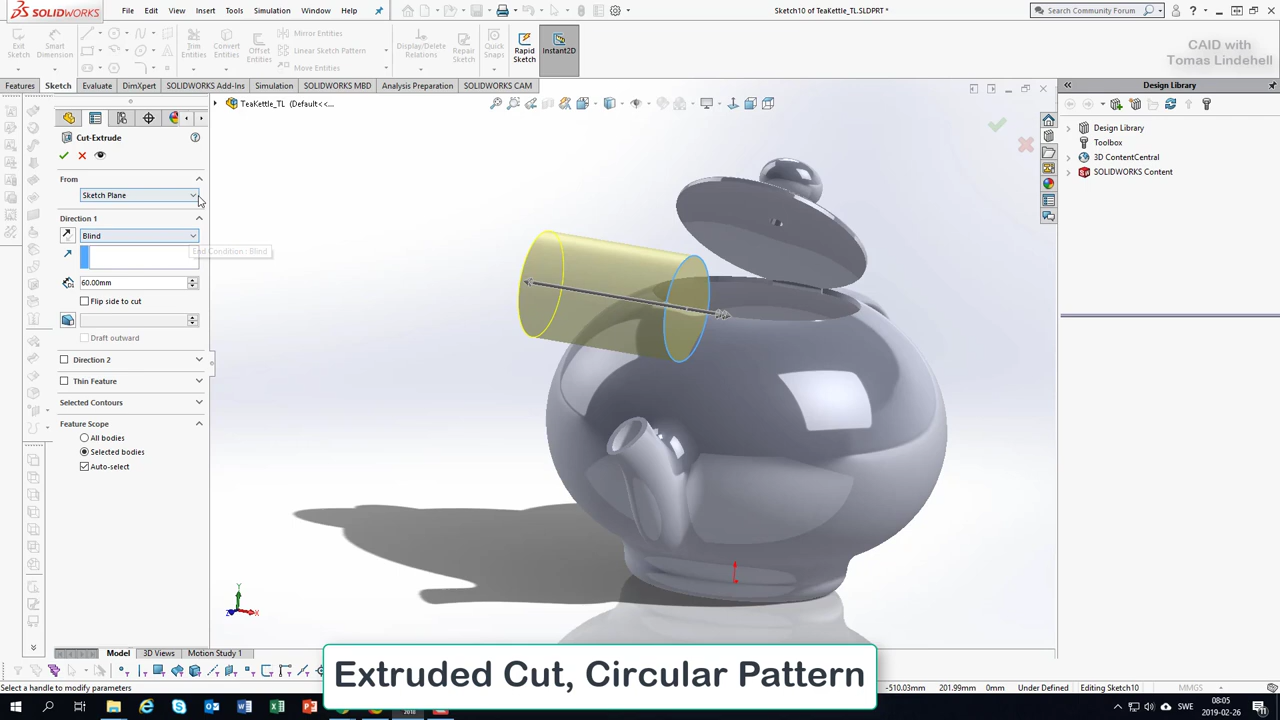 SOLIDWORKS
File Edit View Insert Tools Simulation Window Help
Sketch10 of TeaKettle_TL.SLDPRT *
Search Community Forum
Exit Sketch
Smart Dimension
Trim Entities
Convert Entities
Offset Entities
Mirror Entities
Linear Sketch Pattern
Move Entities
Display/Delete Relations
Repair Sketch
Quick Snaps
Rapid Sketch
Instant2D
CAID with
Tomas Lindehell
Features Sketch Evaluate DimXpert SOLIDWORKS Add-Ins Simulation SOLIDWORKS MBD Analysis Preparation SOLIDWORKS CAM
Design Library
TeaKettle_TL (Default<<...
Design Library
Toolbox
3D ContentCentral
SOLIDWORKS Content
Cut-Extrude
From
Sketch Plane
Direction 1
Blind
End Condition : Blind
60.00mm
Flip side to cut
Draft outward
Direction 2
Thin Feature
Selected Contours
Feature Scope
All bodies
Selected bodies
Auto-select
Y
X
Z
Model 3D Views Motion Study 1
Extruded Cut, Circular Pattern
Select a handle to modify parameters
-510.03mm 201.99mm 0mm Under Defined Editing Sketch10 MMGS
SWE
08:05
2019-02-26
2018